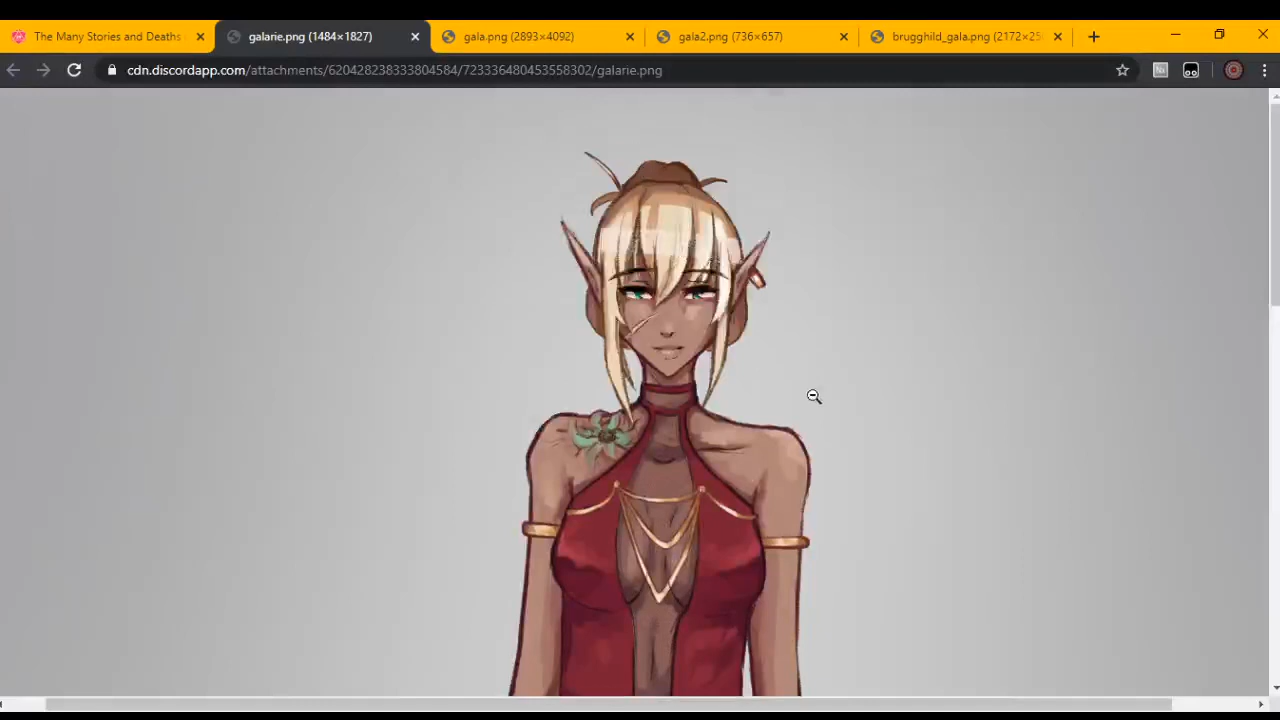 The Many Stories and Deaths
galarie.png (1484×1827)
gala.png (2893×4092)
gala2.png (736×657)
brugghild_gala.png (2172×25
cdn.discordapp.com/attachments/620428238333804584/723336480453558302/galarie.png